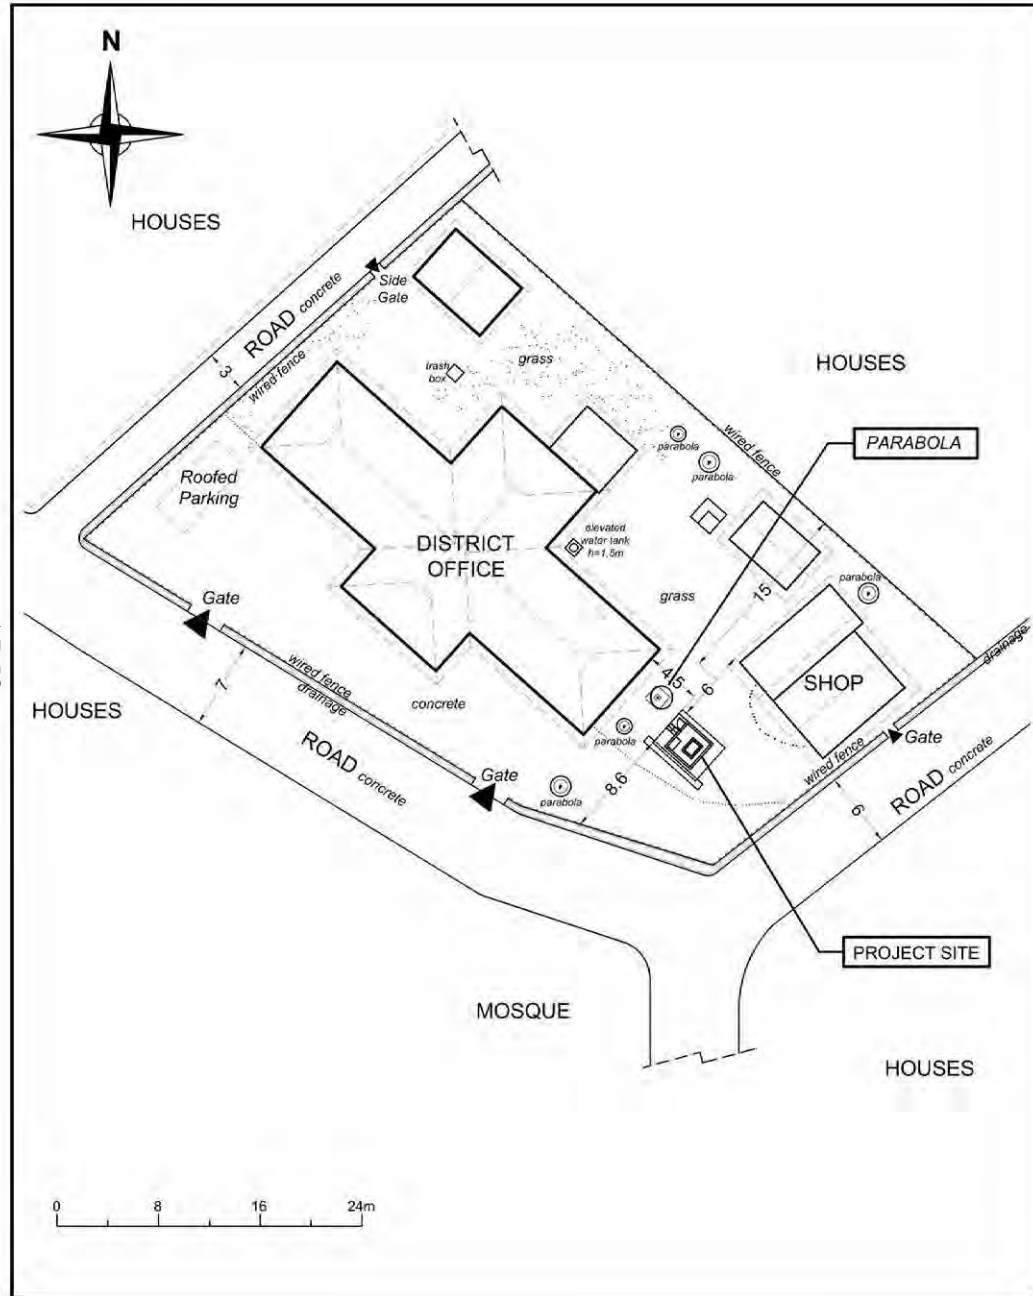 N
HOUSES
Side
Gate
ROAD concrete
3
wired fence
trash
box
grass
HOUSES
PARABOLA
parabola
parabola
wired fence
Roofed
Parking
DISTRICT
OFFICE
elevated
water tank
h=1,5m
grass
15
parabola
Gate
drainage
4.5
6
SHOP
wired fence
drainage
7
concrete
HOUSES
parabola
Gate
wired fence
ROAD concrete
Gate
parabola
8.6
ROAD concrete
6
PROJECT SITE
MOSQUE
HOUSES
0 8 16 24m